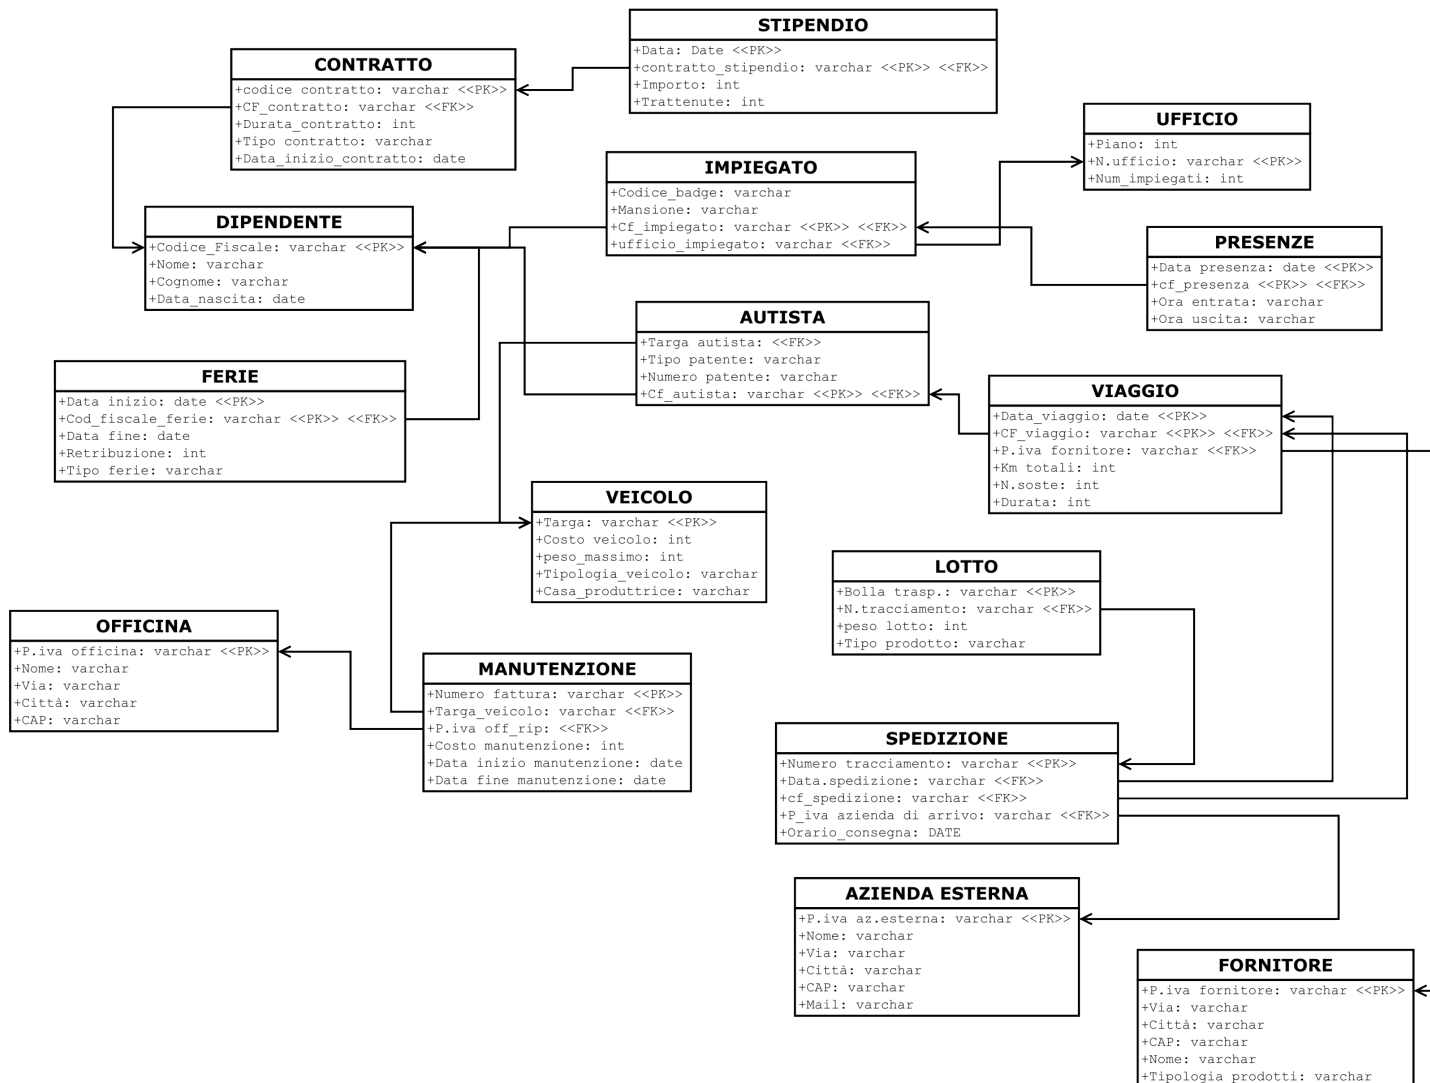 STIPENDIO
+Data: Date <<PK>>
+contratto_stipendio: varchar <<PK>> <<FK>>
+Importo: int
+Trattenute: int
CONTRATTO
+codice contratto: varchar <<PK>>
+CF_contratto: varchar <<FK>>
+Durata_contratto: int
+Tipo contratto: varchar
+Data_inizio_contratto: date
UFFICIO
+Piano: int
+N.ufficio: varchar <<PK>>
+Num_impiegati: int
IMPIEGATO
+Codice_badge: varchar
+Mansione: varchar
+Cf_impiegato: varchar <<PK>> <<FK>>
+ufficio_impiegato: varchar <<FK>>
DIPENDENTE
+Codice_Fiscale: varchar <<PK>>
+Nome: varchar
+Cognome: varchar
+Data_nascita: date
PRESENZE
+Data presenza: date <<PK>>
+cf_presenza <<PK>> <<FK>>
+Ora entrata: varchar
+Ora uscita: varchar
AUTISTA
+Targa autista: <<FK>>
+Tipo patente: varchar
+Numero patente: varchar
+Cf_autista: varchar <<PK>> <<FK>>
FERIE
+Data inizio: date <<PK>>
+Cod_fiscale_ferie: varchar <<PK>> <<FK>>
+Data fine: date
+Retribuzione: int
+Tipo ferie: varchar
VIAGGIO
+Data_viaggio: date <<PK>>
+CF_viaggio: varchar <<PK>> <<FK>>
+P.iva fornitore: varchar <<FK>>
+Km totali: int
+N.soste: int
+Durata: int
VEICOLO
+Targa: varchar <<PK>>
+Costo veicolo: int
+peso_massimo: int
+Tipologia_veicolo: varchar
+Casa_produttrice: varchar
LOTTO
+Bolla trasp.: varchar <<PK>>
+N.tracciamento: varchar <<FK>>
+peso lotto: int
+Tipo prodotto: varchar
OFFICINA
+P.iva officina: varchar <<PK>>
+Nome: varchar
+Via: varchar
+Città: varchar
+CAP: varchar
MANUTENZIONE
+Numero fattura: varchar <<PK>>
+Targa_veicolo: varchar <<FK>>
+P.iva off_rip: <<FK>>
+Costo manutenzione: int
+Data inizio manutenzione: date
+Data fine manutenzione: date
SPEDIZIONE
+Numero tracciamento: varchar <<PK>>
+Data.spedizione: varchar <<FK>>
+cf_spedizione: varchar <<FK>>
+P_iva azienda di arrivo: varchar <<FK>>
+Orario_consegna: DATE
AZIENDA ESTERNA
+P.iva az.esterna: varchar <<PK>>
+Nome: varchar
+Via: varchar
+Città: varchar
+CAP: varchar
+Mail: varchar
FORNITORE
+P.iva fornitore: varchar <<PK>>
+Via: varchar
+Città: varchar
+CAP: varchar
+Nome: varchar
+Tipologia prodotti: varchar